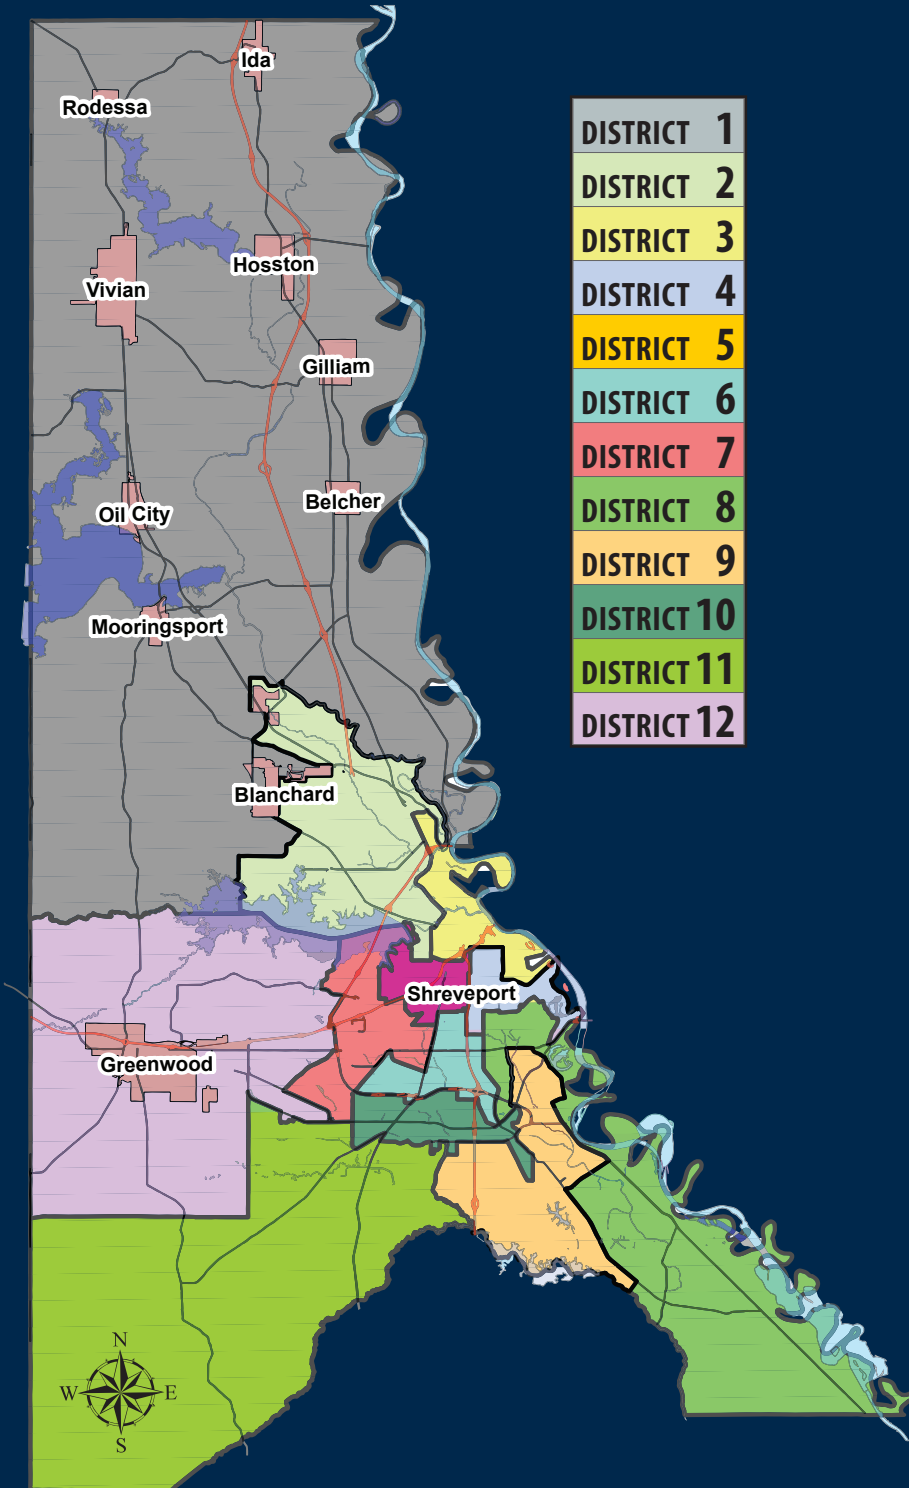 Ida
Rodessa
DISTRICT 1
DISTRICT 2
DISTRICT 3
DISTRICT 4
DISTRICT 5
DISTRICT 6
DISTRICT 7
DISTRICT 8
DISTRICT 9
DISTRICT 10
DISTRICT 11
DISTRICT 12
Hosston
Vivian
Gilliam
Belcher
Oil City
Mooringsport
Blanchard
Shreveport
Greenwood
N
W E
S